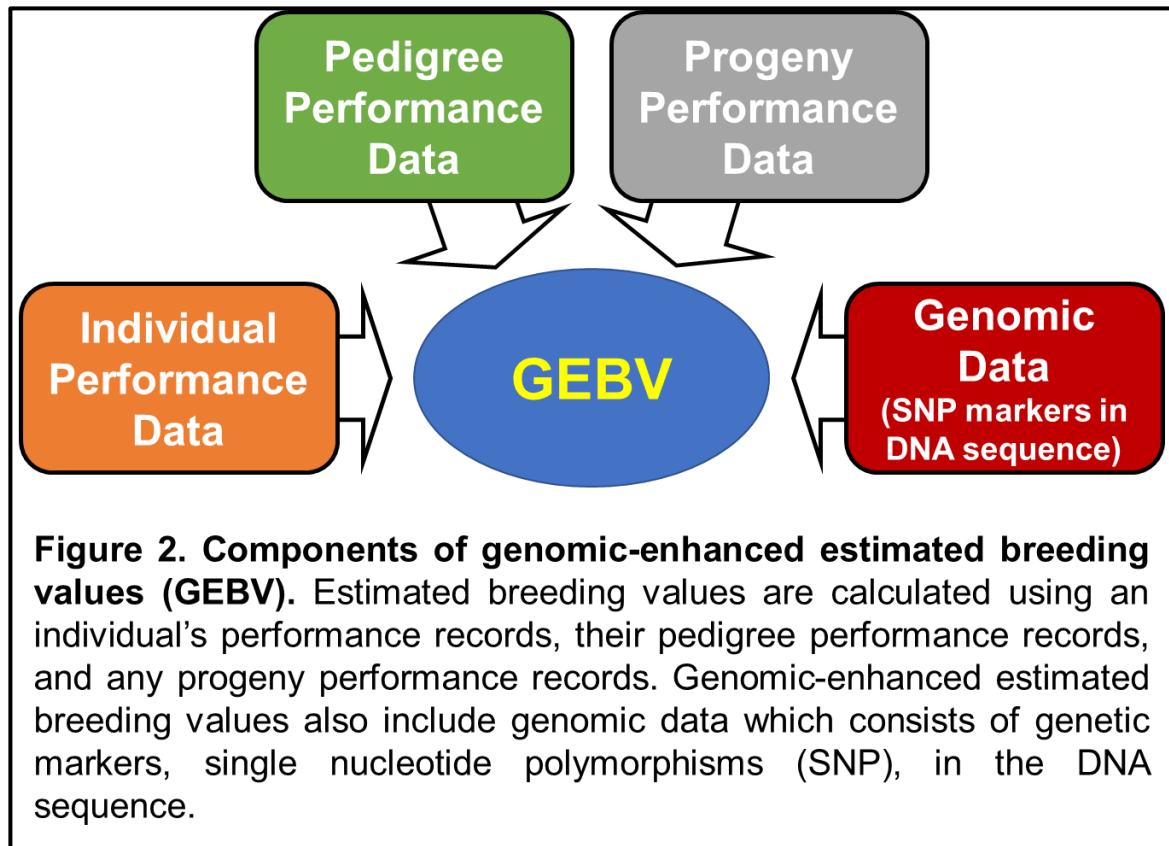 Pedigree
Performance
Data
Progeny
Performance
Data
Individual
Performance
Data
GEBV
Genomic
Data
(SNP markers in
DNA sequence)
Figure 2. Components of genomic-enhanced estimated breeding
values (GEBV). Estimated breeding values are calculated using an
individual’s performance records, their pedigree performance records,
and any progeny performance records. Genomic-enhanced estimated
breeding values also include genomic data which consists of genetic
markers, single nucleotide polymorphisms (SNP), in the DNA
sequence.